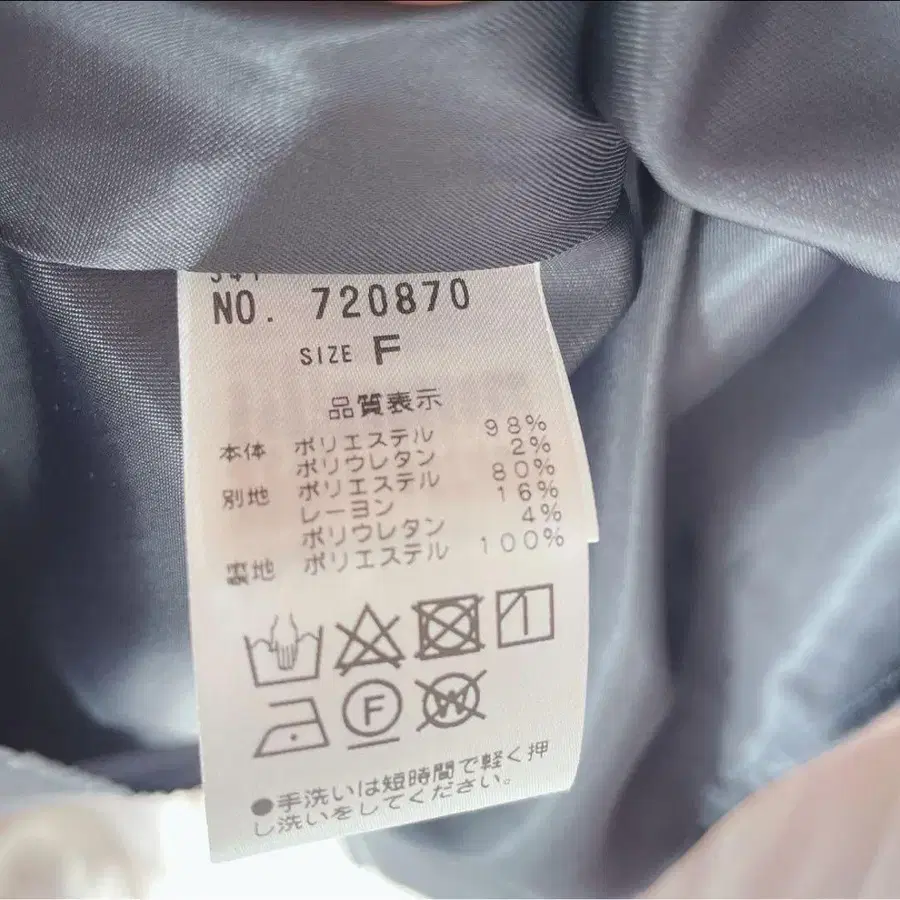 NO. 720870
SIZE F
品質表示
本体 ポリエステル 98%
ポリウレタン 2%
別地 ポリエステル 80%
レーヨン 16%
ポリウレタン 4%
裏地 ポリエステル 100%
F
W
●手洗いは短時間で軽く押
し洗いをしてください。